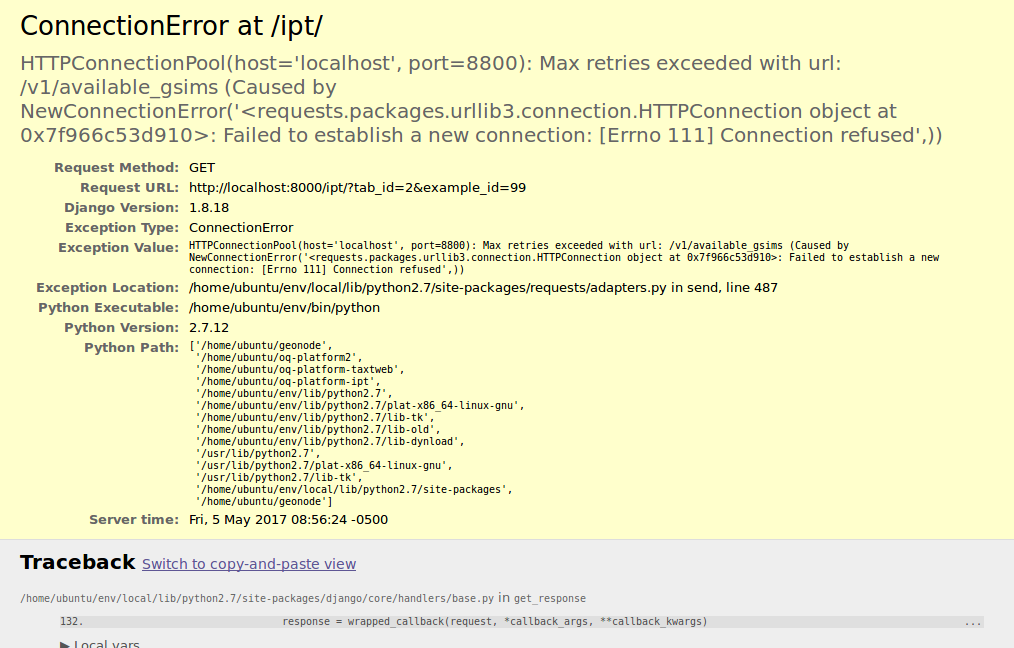 ConnectionError at /ipt/
HTTPConnectionPool(host='localhost', port=8800): Max retries exceeded with url:
/v1/available_gsims (Caused by
NewConnectionError('<requests.packages.urllib3.connection.HTTPConnection object at
0x7f966c53d910>: Failed to establish a new connection: [Errno 111] Connection refused',))
Request Method: GET
Request URL: http://localhost:8000/ipt/?tab_id=2&example_id=99
Django Version: 1.8.18
Exception Type: ConnectionError
Exception Value: HTTPConnectionPool(host='localhost', port=8800): Max retries exceeded with url: /v1/available_gsims (Caused by
NewConnectionError('<requests.packages.urllib3.connection.HTTPConnection object at 0x7f966c53d910>: Failed to establish a new
connection: [Errno 111] Connection refused',))
Exception Location: /home/ubuntu/env/local/lib/python2.7/site-packages/requests/adapters.py in send, line 487
Python Executable: /home/ubuntu/env/bin/python
Python Version: 2.7.12
Python Path: ['/home/ubuntu/geonode',
'/home/ubuntu/oq-platform2',
'/home/ubuntu/oq-platform-taxtweb',
'/home/ubuntu/oq-platform-ipt',
'/home/ubuntu/env/lib/python2.7',
'/home/ubuntu/env/lib/python2.7/plat-x86_64-linux-gnu',
'/home/ubuntu/env/lib/python2.7/lib-tk',
'/home/ubuntu/env/lib/python2.7/lib-old',
'/home/ubuntu/env/lib/python2.7/lib-dynload',
'/usr/lib/python2.7',
'/usr/lib/python2.7/plat-x86_64-linux-gnu',
'/usr/lib/python2.7/lib-tk',
'/home/ubuntu/env/local/lib/python2.7/site-packages',
'/home/ubuntu/geonode']
Server time: Fri, 5 May 2017 08:56:24 -0500
Traceback Switch to copy-and-paste view
/home/ubuntu/env/local/lib/python2.7/site-packages/django/core/handlers/base.py in get_response
132. response = wrapped_callback(request, *callback_args, **callback_kwargs) ...
▶ Local vars